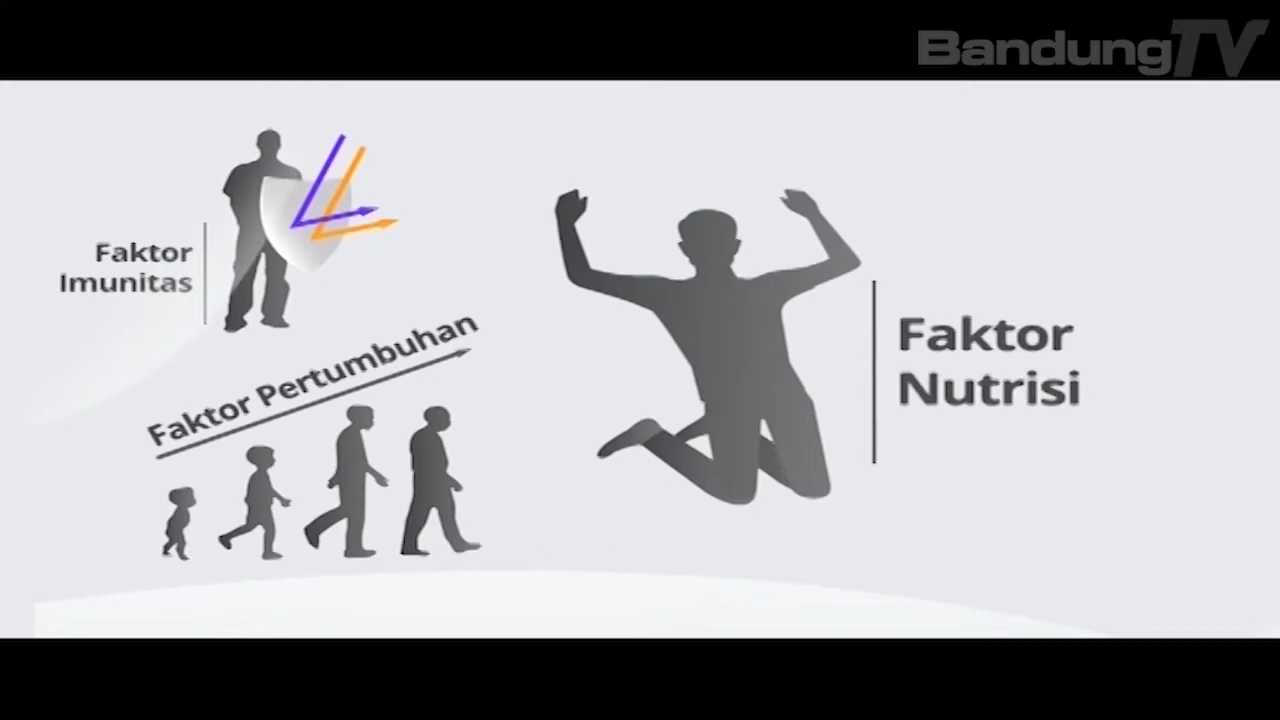 BandungTV
Faktor
Imunitas
Faktor Pertumbuhan
Faktor
Nutrisi